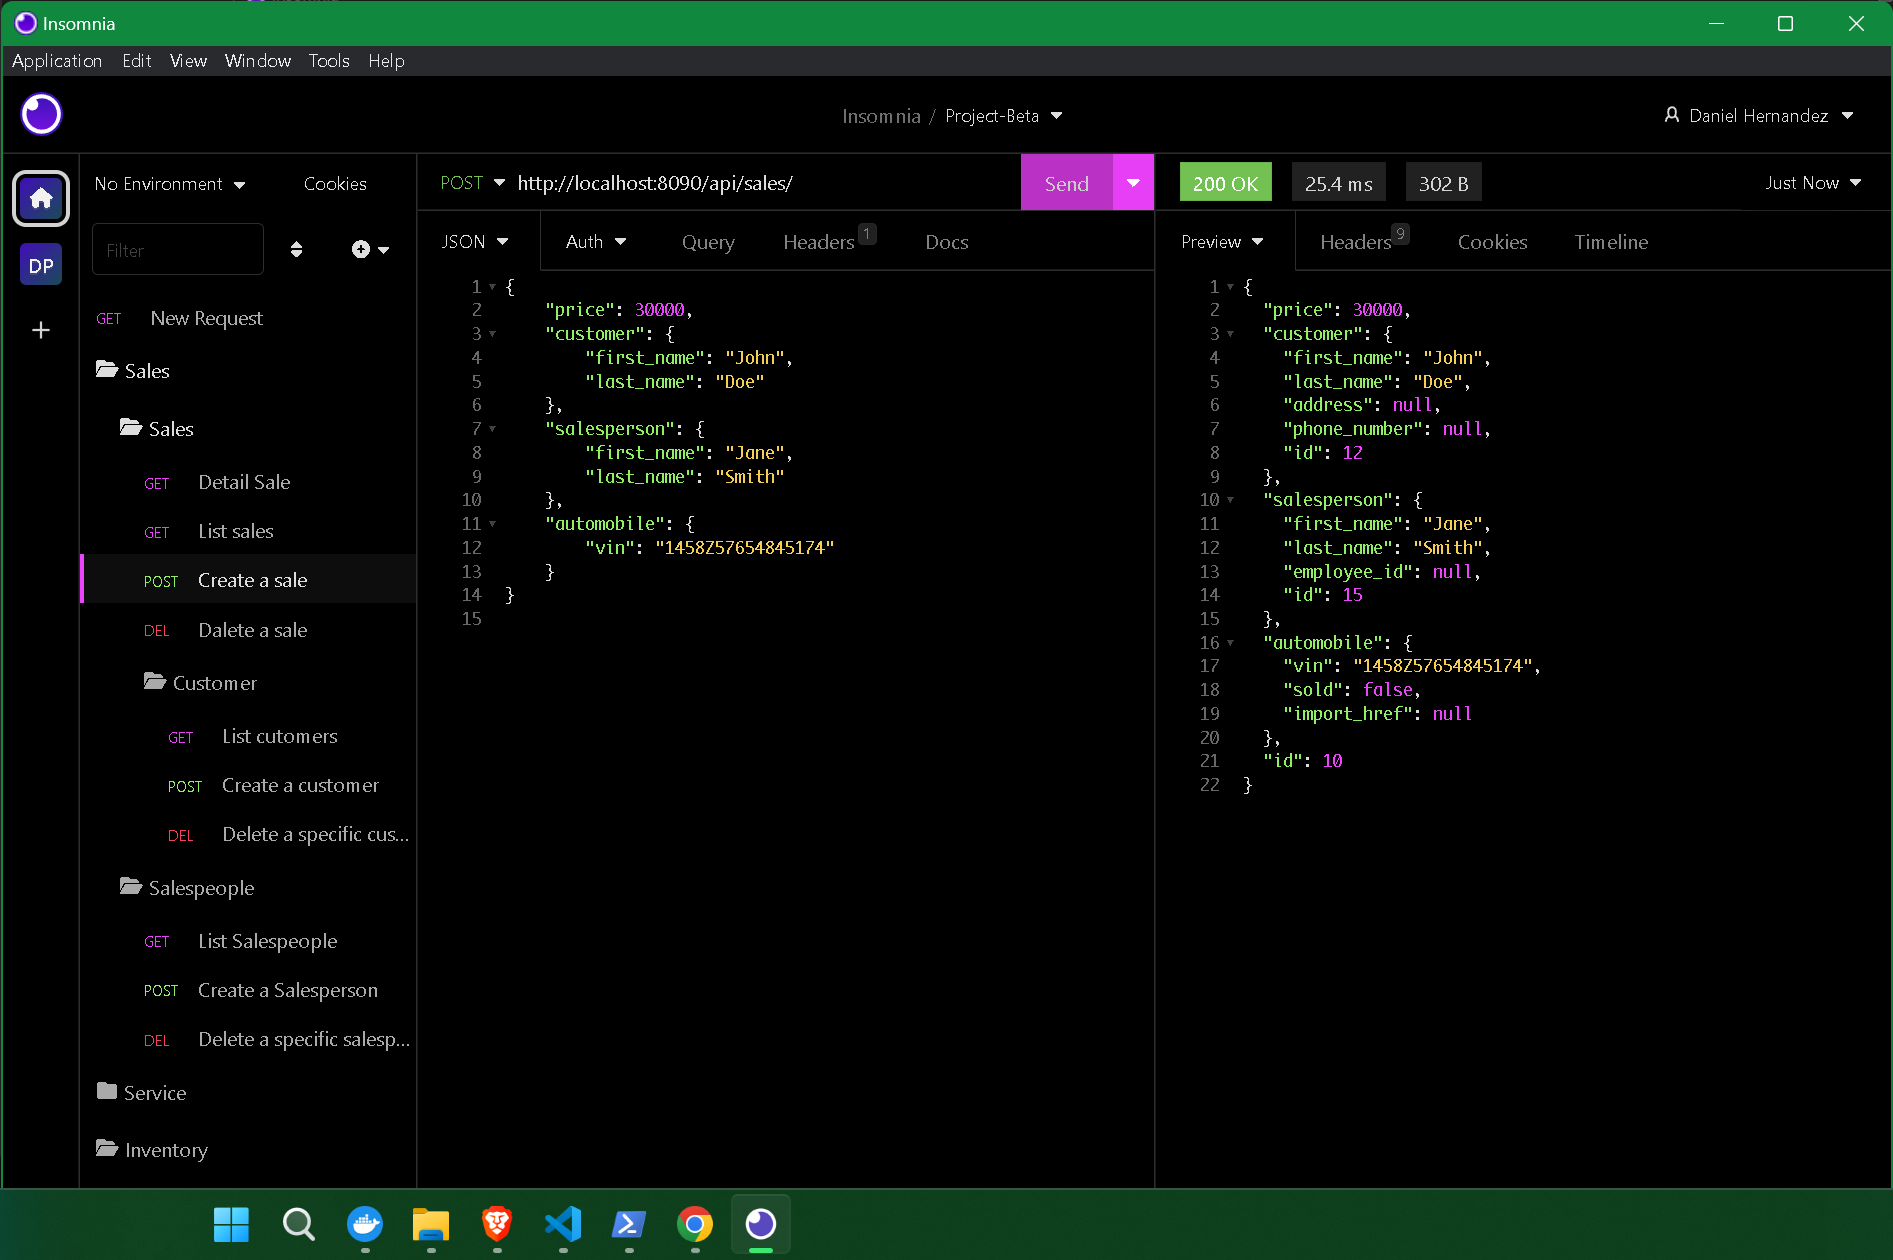 Insomnia
Application Edit View Window Tools Help
Insomnia / Project-Beta
Daniel Hernandez
No Environment Cookies
DP
Filter
GET New Request
Sales
Sales
GET Detail Sale
GET List sales
POST Create a sale
DEL Dalete a sale
Customer
GET List cutomers
POST Create a customer
DEL Delete a specific cus...
Salespeople
GET List Salespeople
POST Create a Salesperson
DEL Delete a specific salesp...
Service
Inventory
POST http://localhost:8090/api/sales/ Send
JSON Auth Query Headers 1 Docs
1 {
2 "price": 30000,
3 "customer": {
4 "first_name": "John",
5 "last_name": "Doe"
6 },
7 "salesperson": {
8 "first_name": "Jane",
9 "last_name": "Smith"
10 },
11 "automobile": {
12 "vin": "1458Z57654845174"
13 }
14 }
15
200 OK 25.4 ms 302 B Just Now
Preview Headers 9 Cookies Timeline
1 {
2 "price": 30000,
3 "customer": {
4 "first_name": "John",
5 "last_name": "Doe",
6 "address": null,
7 "phone_number": null,
8 "id": 12
9 },
10 "salesperson": {
11 "first_name": "Jane",
12 "last_name": "Smith",
13 "employee_id": null,
14 "id": 15
15 },
16 "automobile": {
17 "vin": "1458Z57654845174",
18 "sold": false,
19 "import_href": null
20 },
21 "id": 10
22 }